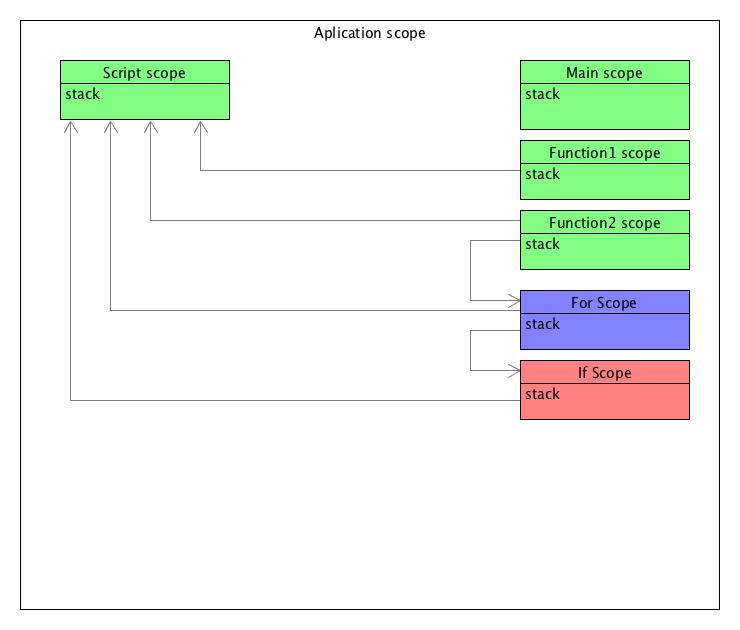 Aplication scope
Script scope
stack
Main scope
stack
Function1 scope
stack
Function2 scope
stack
For Scope
stack
If Scope
stack